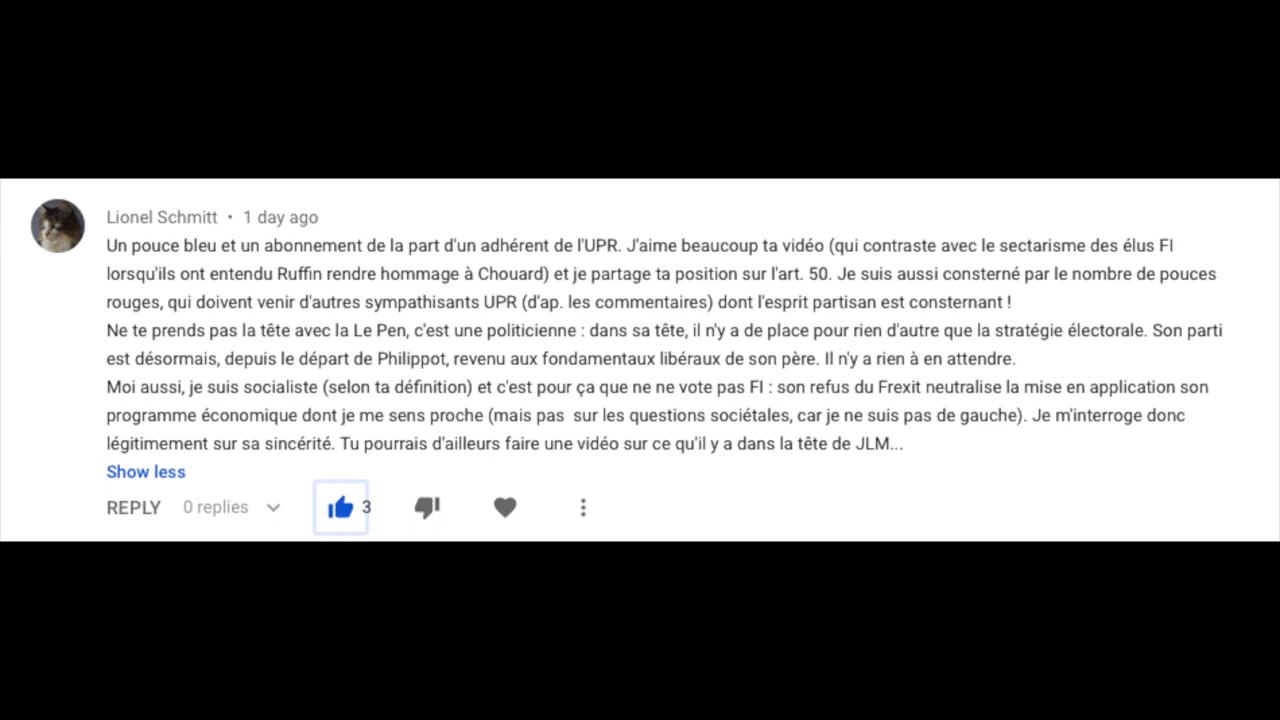 Lionel Schmitt • 1 day ago
Un pouce bleu et un abonnement de la part d'un adhérent de l'UPR. J'aime beaucoup ta vidéo (qui contraste avec le sectarisme des élus FI
lorsqu'ils ont entendu Ruffin rendre hommage à Chouard) et je partage ta position sur l'art. 50. Je suis aussi consterné par le nombre de pouces
rouges, qui doivent venir d'autres sympathisants UPR (d'ap. les commentaires) dont l'esprit partisan est consternant !
Ne te prends pas la tête avec la Le Pen, c'est une politicienne : dans sa tête, il n'y a de place pour rien d'autre que la stratégie électorale. Son parti
est désormais, depuis le départ de Philippot, revenu aux fondamentaux libéraux de son père. Il n'y a rien à en attendre.
Moi aussi, je suis socialiste (selon ta définition) et c'est pour ça que ne ne vote pas FI : son refus du Frexit neutralise la mise en application son
programme économique dont je me sens proche (mais pas  sur les questions sociétales, car je ne suis pas de gauche). Je m'interroge donc
légitimement sur sa sincérité. Tu pourrais d'ailleurs faire une vidéo sur ce qu'il y a dans la tête de JLM...
Show less
REPLY 0 replies 3